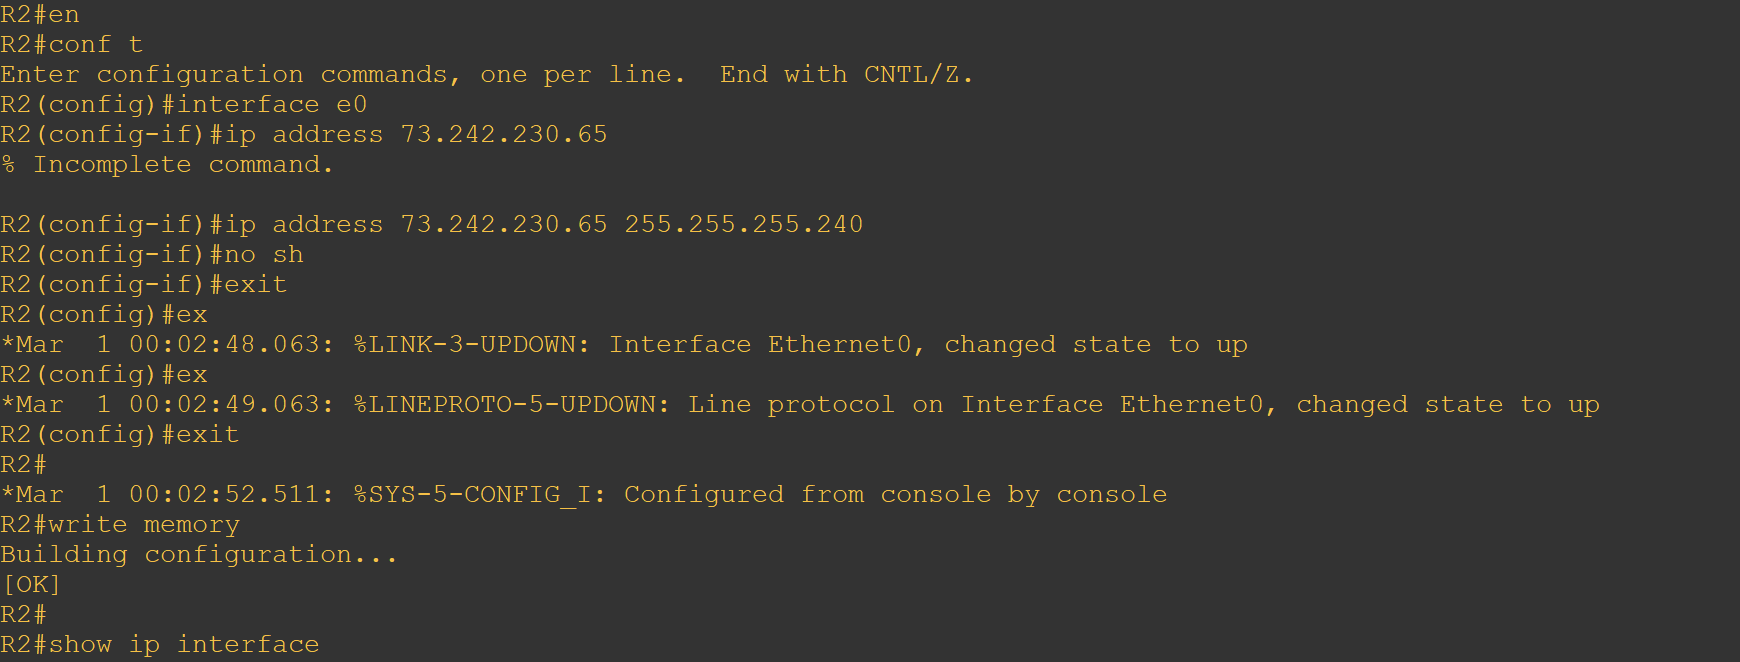 R2#en
R2#conf t
Enter configuration commands, one per line.  End with CNTL/Z.
R2(config)#interface e0
R2(config-if)#ip address 73.242.230.65
% Incomplete command.

R2(config-if)#ip address 73.242.230.65 255.255.255.240
R2(config-if)#no sh
R2(config-if)#exit
R2(config)#ex
*Mar  1 00:02:48.063: %LINK-3-UPDOWN: Interface Ethernet0, changed state to up
R2(config)#ex
*Mar  1 00:02:49.063: %LINEPROTO-5-UPDOWN: Line protocol on Interface Ethernet0, changed state to up
R2(config)#exit
R2#
*Mar  1 00:02:52.511: %SYS-5-CONFIG_I: Configured from console by console
R2#write memory
Building configuration...
[OK]
R2#
R2#show ip interface